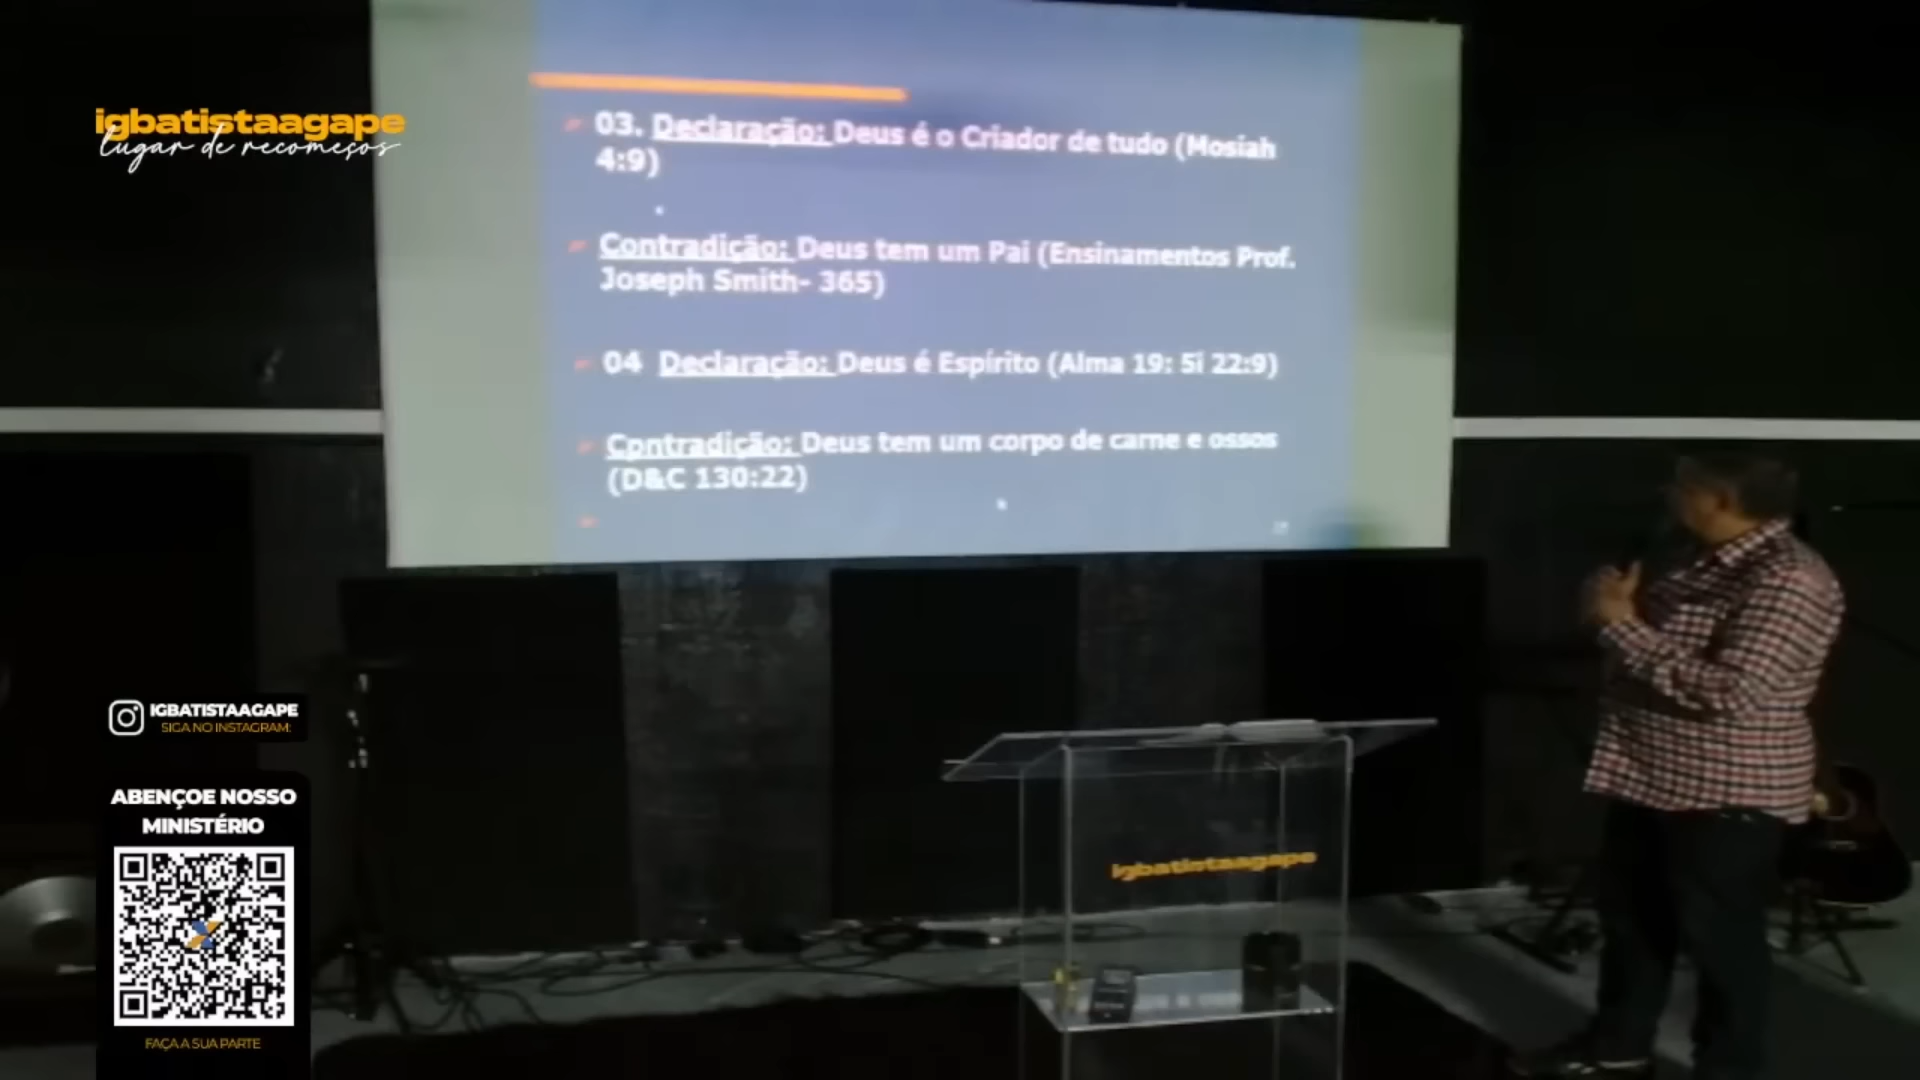 igbatistaagape
lugar de recomeços
03. Declaração: Deus é o Criador de tudo (Mosiah
4:9)
Contradição: Deus tem um Pai (Ensinamentos Prof.
Joseph Smith- 365)
04 Declaração: Deus é Espírito (Alma 19: 5i 22:9)
Cpntradição: Deus tem um corpo de carne e ossos
(D&C 130:22)
IGBATISTAAGAPE
SIGA NO INSTAGRAM:
ABENÇOE NOSSO
MINISTÉRIO
FAÇA A SUA PARTE
igbatistaagape